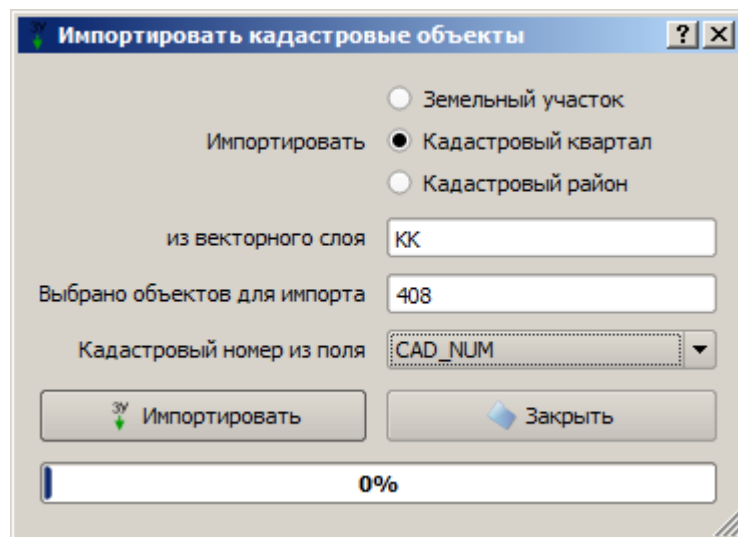 Импортировать кадастровые объекты
Земельный участок
Импортировать
Кадастровый квартал
Кадастровый район
из векторного слоя
КК
Выбрано объектов для импорта
408
Кадастровый номер из поля
CAD_NUM
ЗУ Импортировать
Закрыть
0%